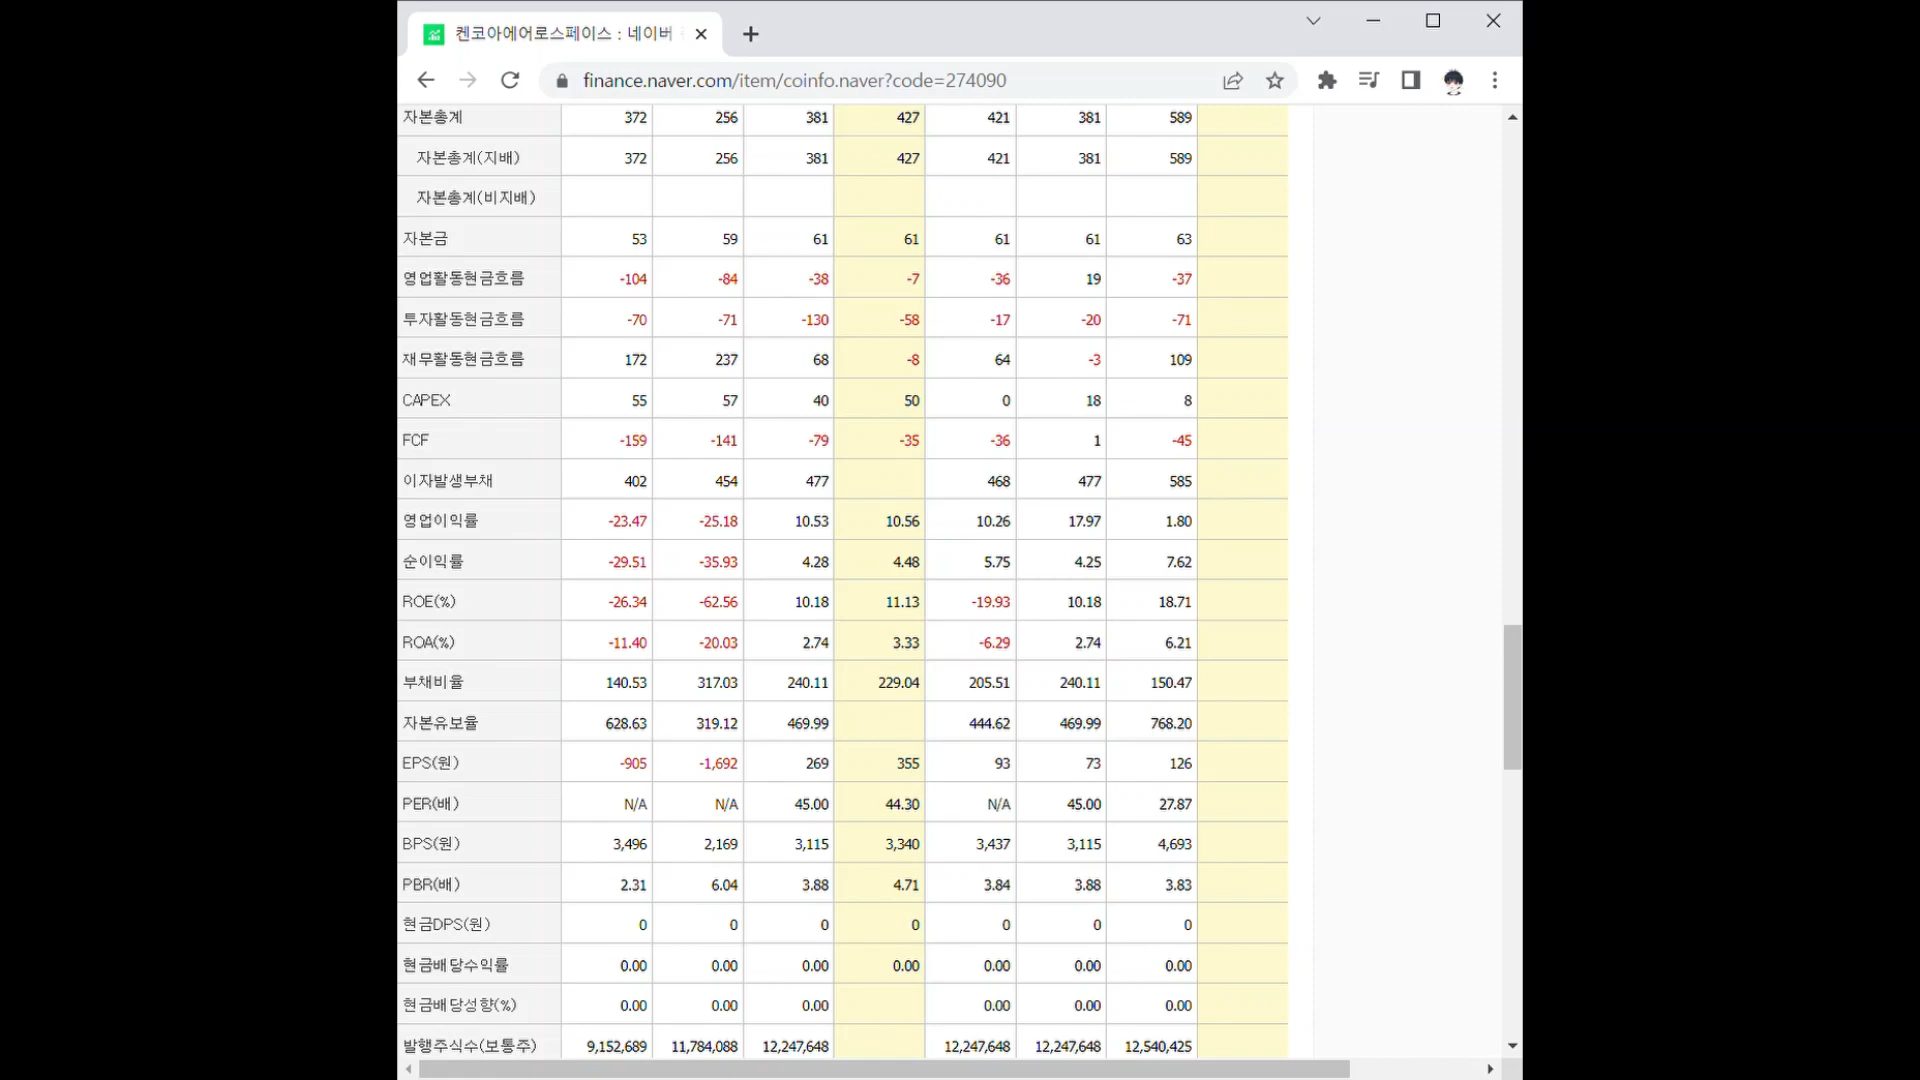 켄코아에어로스페이스 : 네이버
finance.naver.com/item/coinfo.naver?code=274090
자본총계 372 256 381 427 421 381 589
자본총계(지배) 372 256 381 427 421 381 589
자본총계(비지배)
자본금 53 59 61 61 61 61 63
영업활동현금흐름 -104 -84 -38 -7 -36 19 -37
투자활동현금흐름 -70 -71 -130 -58 -17 -20 -71
재무활동현금흐름 172 237 68 -8 64 -3 109
CAPEX 55 57 40 50 0 18 8
FCF -159 -141 -79 -35 -36 1 -45
이자발생부채 402 454 477 468 477 585
영업이익률 -23.47 -25.18 10.53 10.56 10.26 17.97 1.80
순이익률 -29.51 -35.93 4.28 4.48 5.75 4.25 7.62
ROE(%) -26.34 -62.56 10.18 11.13 -19.93 10.18 18.71
ROA(%) -11.40 -20.03 2.74 3.33 -6.29 2.74 6.21
부채비율 140.53 317.03 240.11 229.04 205.51 240.11 150.47
자본유보율 628.63 319.12 469.99 444.62 469.99 768.20
EPS(원) -905 -1,692 269 355 93 73 126
PER(배) N/A N/A 45.00 44.30 N/A 45.00 27.87
BPS(원) 3,496 2,169 3,115 3,340 3,437 3,115 4,693
PBR(배) 2.31 6.04 3.88 4.71 3.84 3.88 3.83
현금DPS(원) 0 0 0 0 0 0 0
현금배당수익률 0.00 0.00 0.00 0.00 0.00 0.00 0.00
현금배당성향(%) 0.00 0.00 0.00 0.00 0.00 0.00
발행주식수(보통주) 9,152,689 11,784,088 12,247,648 12,247,648 12,247,648 12,540,425